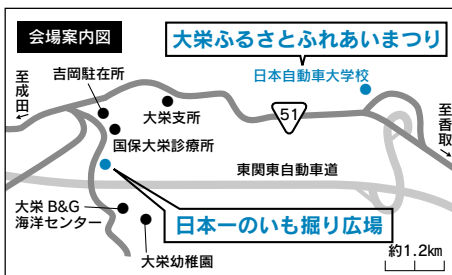 会場案内図
大栄ふるさとふれあいまつり
日本自動車大学校
至成田
吉岡駐在所
大栄支所
51
至香取
国保大栄診療所
東関東自動車道
大栄 B&G
海洋センター
日本一のいも掘り広場
大栄幼稚園
約1.2km